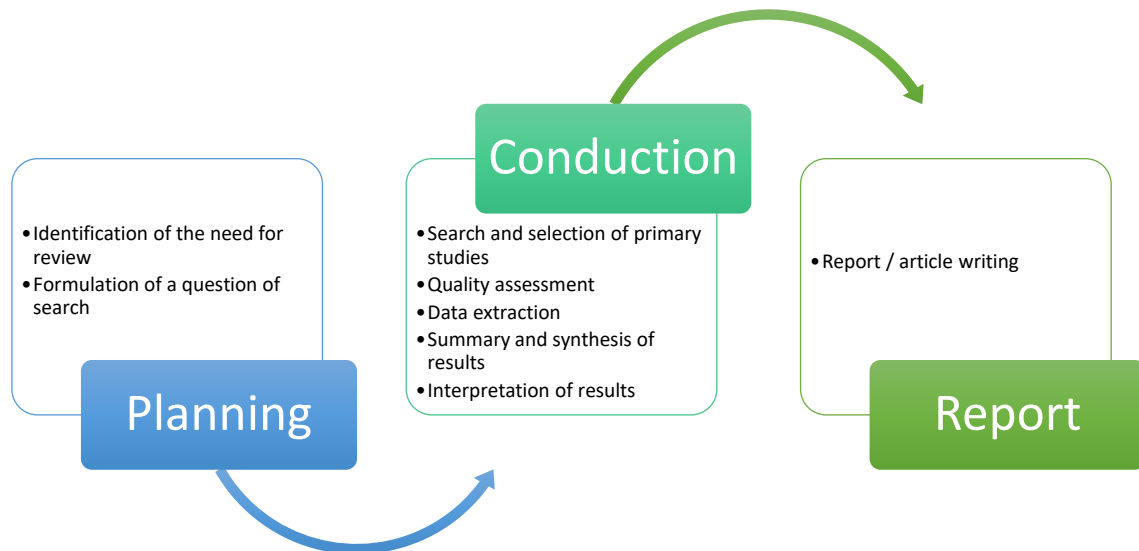 Planning
•Identification of the need for
review
•Formulation of a question of
search
Conduction
•Search and selection of primary
studies
•Quality assessment
•Data extraction
•Summary and synthesis of
results
•Interpretation of results
Report
•Report / article writing